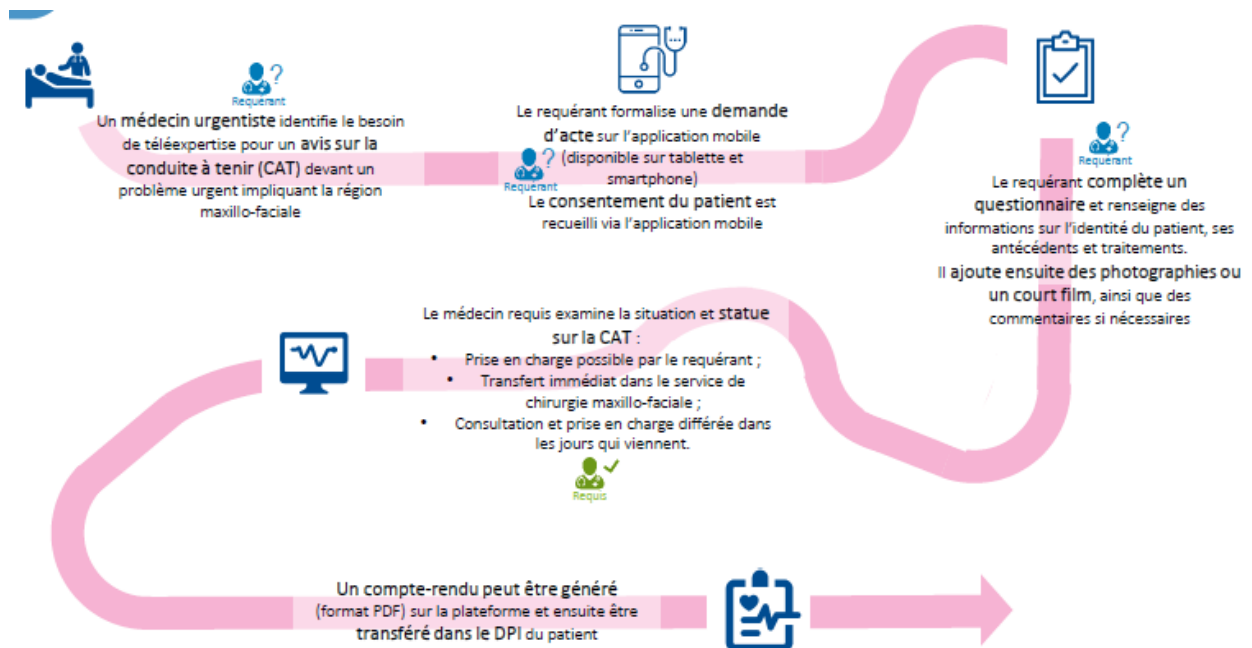 Requérant
Un médecin urgentiste identifie le besoin
de téléexpertise pour un avis sur la
conduite à tenir (CAT) devant un
problème urgent impliquant la région
maxillo-faciale
Le requérant formalise une demande
d'acte sur l'application mobile
(disponible sur tablette et
smartphone)
Requérant
Le consentement du patient est
recueilli via l'application mobile
Requérant
Le requérant complète un
questionnaire et renseigne des
informations sur l'identité du patient, ses
antécédents et traitements.
Il ajoute ensuite des photographies ou
un court film, ainsi que des
commentaires si nécessaires
Le médecin requis examine la situation et statue
sur la CAT :
• Prise en charge possible par le requérant ;
• Transfert immédiat dans le service de
chirurgie maxillo-faciale ;
• Consultation et prise en charge différée dans
les jours qui viennent.
Requis
Un compte-rendu peut être généré
(format PDF) sur la plateforme et ensuite être
transféré dans le DPI du patient